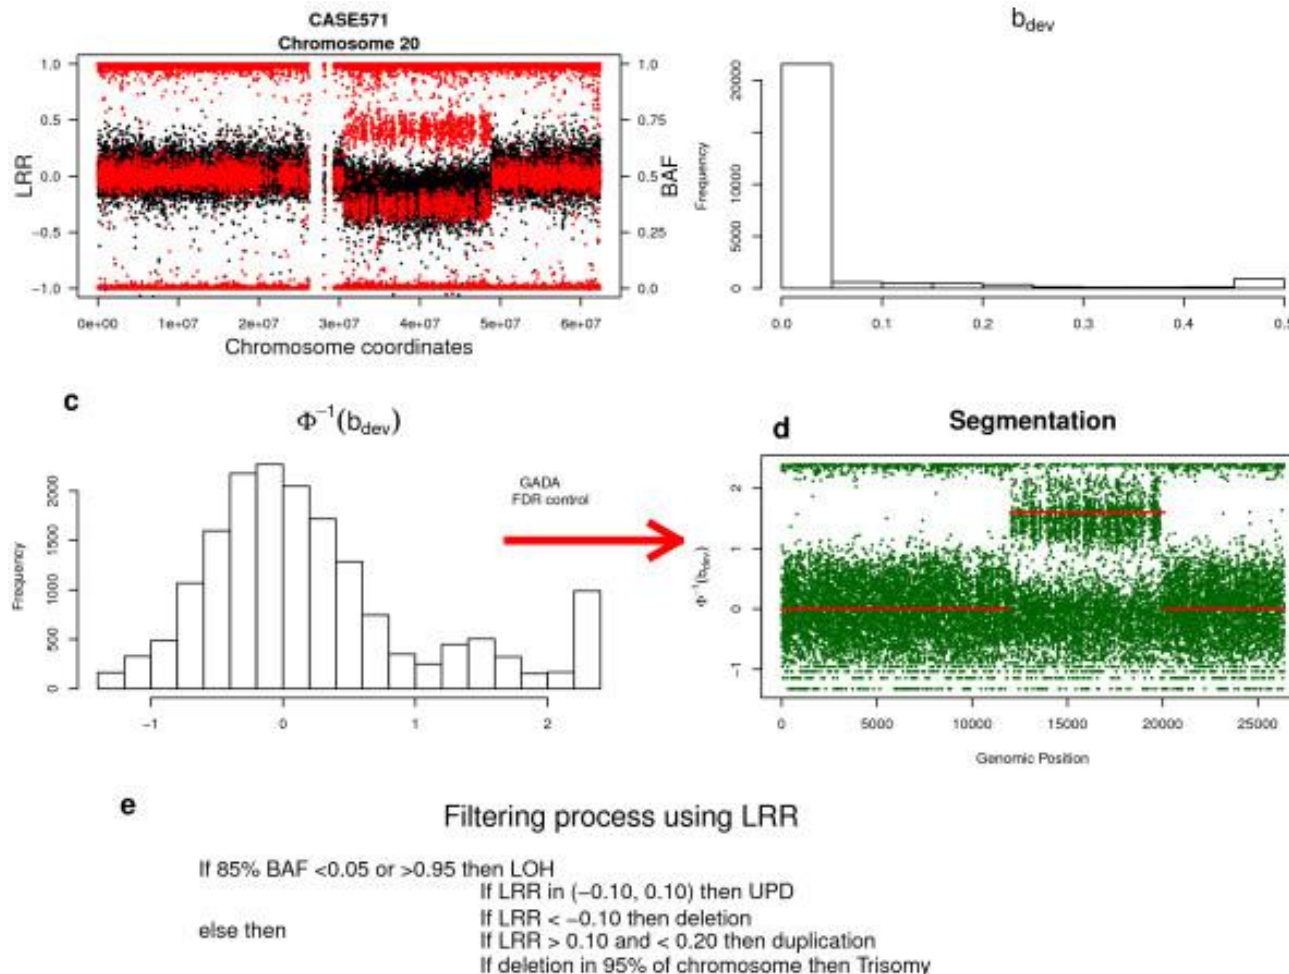 CASE571
Chromosome 20
LRR
1.0
0.5
0.0
−0.5
−1.0
BAF
1.0
0.75
0.5
0.25
0.0
0e+00 1e+07 2e+07 3e+07 4e+07 5e+07 6e+07
Chromosome coordinates
b_dev
Frequency
20000
10000
5000
0
0.0 0.1 0.2 0.3 0.4 0.5
c
Φ⁻¹(b_dev)
Frequency
2000
1500
1000
500
0
−1 0 1 2
GADA
FDR control
d
Segmentation
Φ⁻¹(b_dev)
2
1
0
−1
0 5000 10000 15000 20000 25000
Genomic Position
e
Filtering process using LRR
If 85% BAF <0.05 or >0.95 then LOH
If LRR in (−0.10, 0.10) then UPD
else then
If LRR < −0.10 then deletion
If LRR > 0.10 and < 0.20 then duplication
If deletion in 95% of chromosome then Trisomy